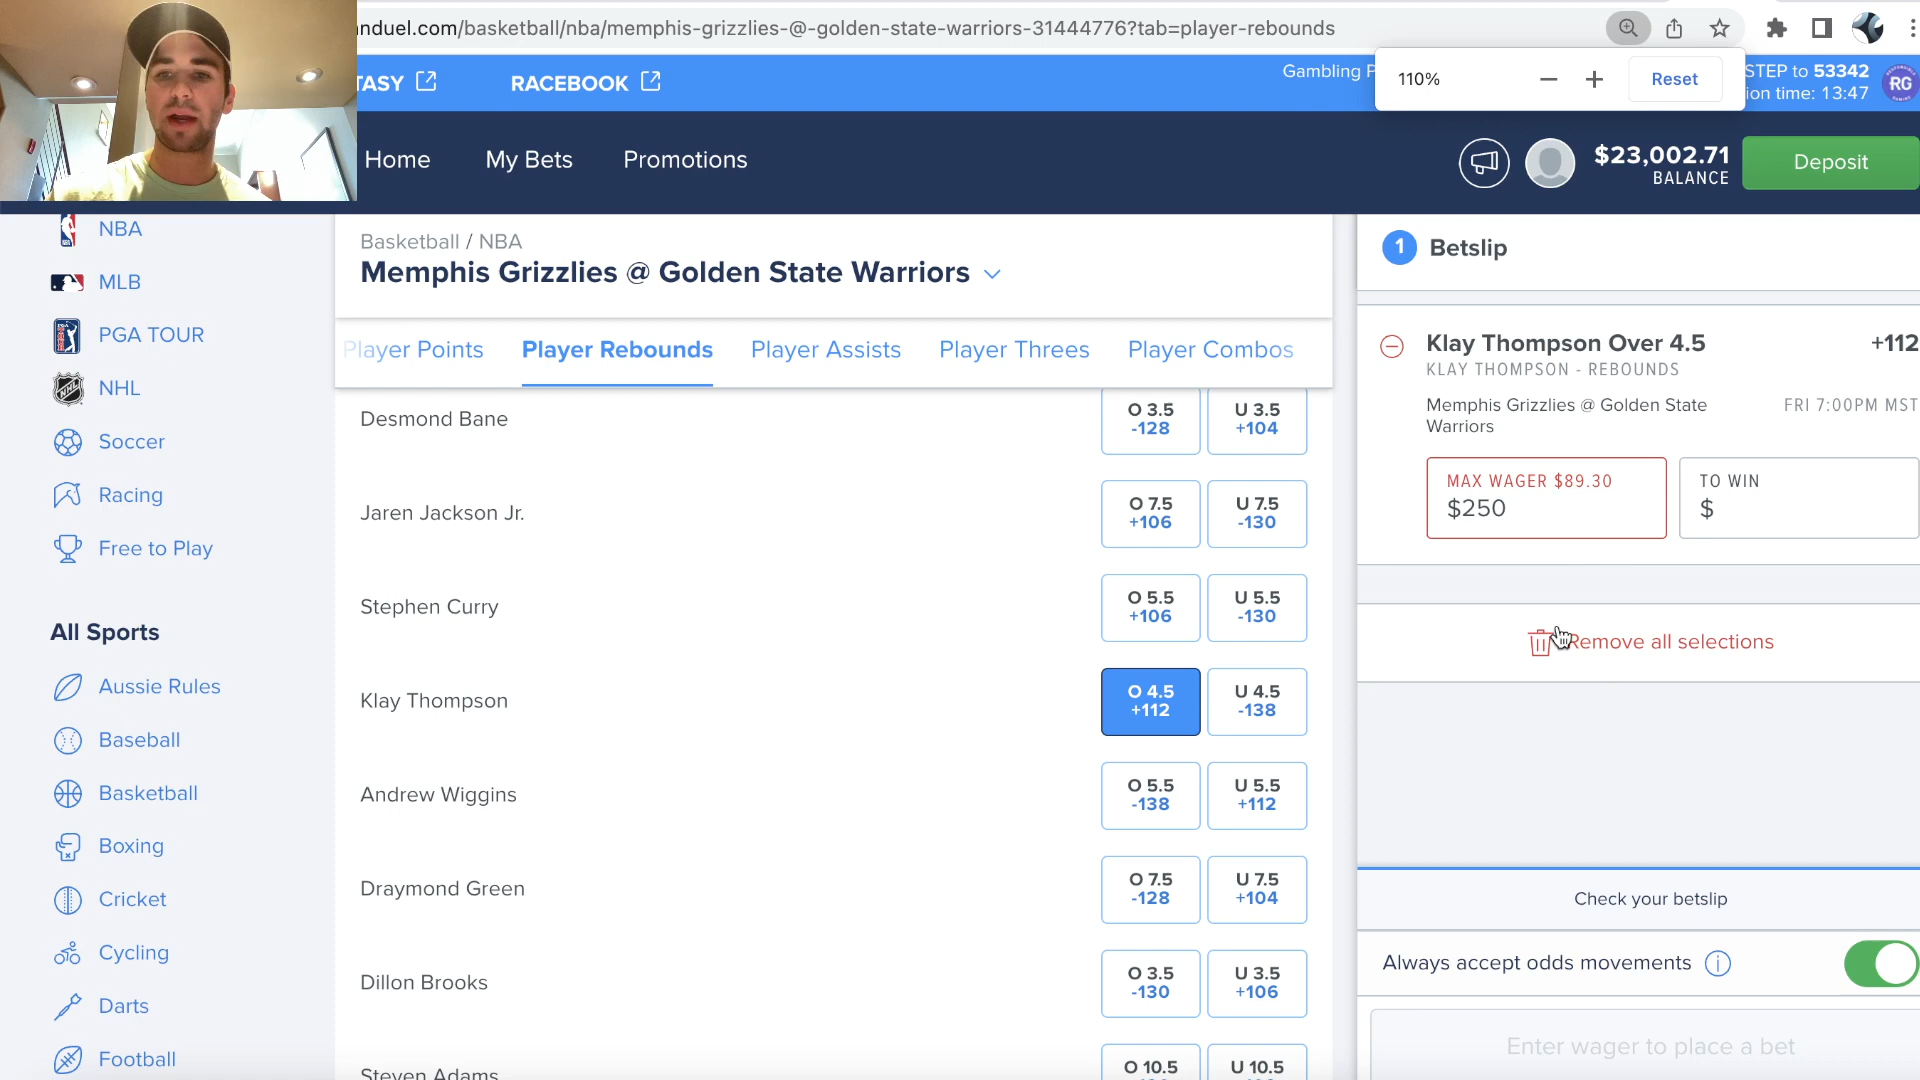 nduel.com/basketball/nba/memphis-grizzlies-@-golden-state-warriors-31444776?tab=player-rebounds
110%
Reset
TASY
RACEBOOK
Gambling P
STEP to 53342
ion time: 13:47
RG
Home
My Bets
Promotions
$23,002.71
BALANCE
Deposit
NBA
MLB
PGA TOUR
NHL
Soccer
Racing
Free to Play
All Sports
Aussie Rules
Baseball
Basketball
Boxing
Cricket
Cycling
Darts
Football
Basketball / NBA
Memphis Grizzlies @ Golden State Warriors
Player Points
Player Rebounds
Player Assists
Player Threes
Player Combos
Desmond Bane
O 3.5
-128
U 3.5
+104
Jaren Jackson Jr.
O 7.5
+106
U 7.5
-130
Stephen Curry
O 5.5
+106
U 5.5
-130
Klay Thompson
O 4.5
+112
U 4.5
-138
Andrew Wiggins
O 5.5
-138
U 5.5
+112
Draymond Green
O 7.5
-128
U 7.5
+104
Dillon Brooks
O 3.5
-130
U 3.5
+106
Steven Adams
O 10.5
U 10.5
1 Betslip
Klay Thompson Over 4.5
+112
KLAY THOMPSON - REBOUNDS
Memphis Grizzlies @ Golden State
Warriors
FRI 7:00PM MST
MAX WAGER $89.30
$250
TO WIN
$
Remove all selections
Check your betslip
Always accept odds movements
Enter wager to place a bet